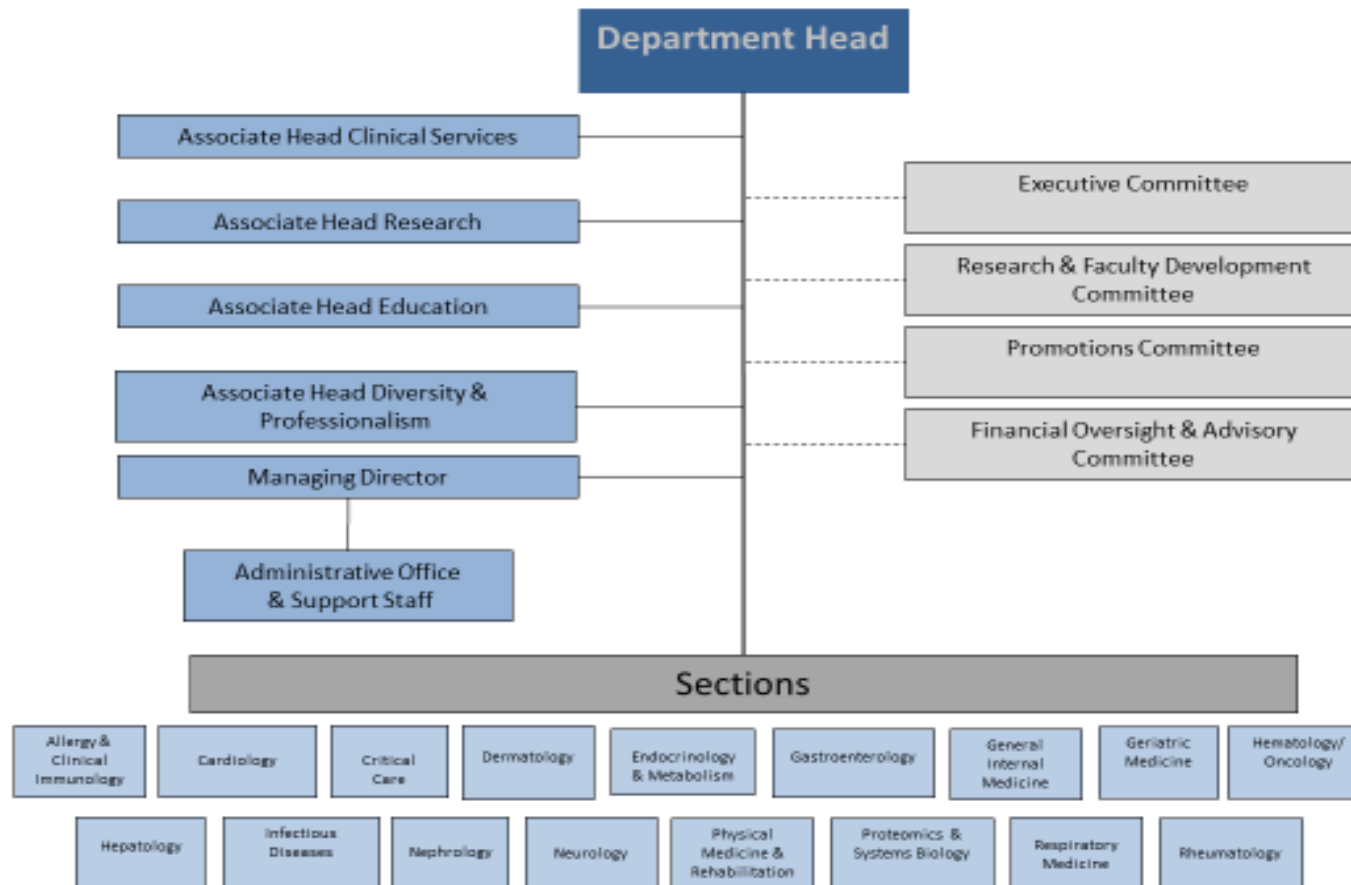 Department Head
Associate Head Clinical Services
Executive Committee
Associate Head Research
Research & Faculty Development
Committee
Associate Head Education
Promotions Committee
Associate Head Diversity &
Professionalism
Financial Oversight & Advisory
Committee
Managing Director
Administrative Office
& Support Staff
Sections
Allergy &
Clinical
Immunology
Cardiology
Critical
Care
Dermatology
Endocrinology
& Metabolism
Gastroenterology
General
Internal
Medicine
Geriatric
Medicine
Hematology/
Oncology
Hepatology
Infectious
Diseases
Nephrology
Neurology
Physical
Medicine &
Rehabilitation
Proteomics &
Systems Biology
Respiratory
Medicine
Rheumatology